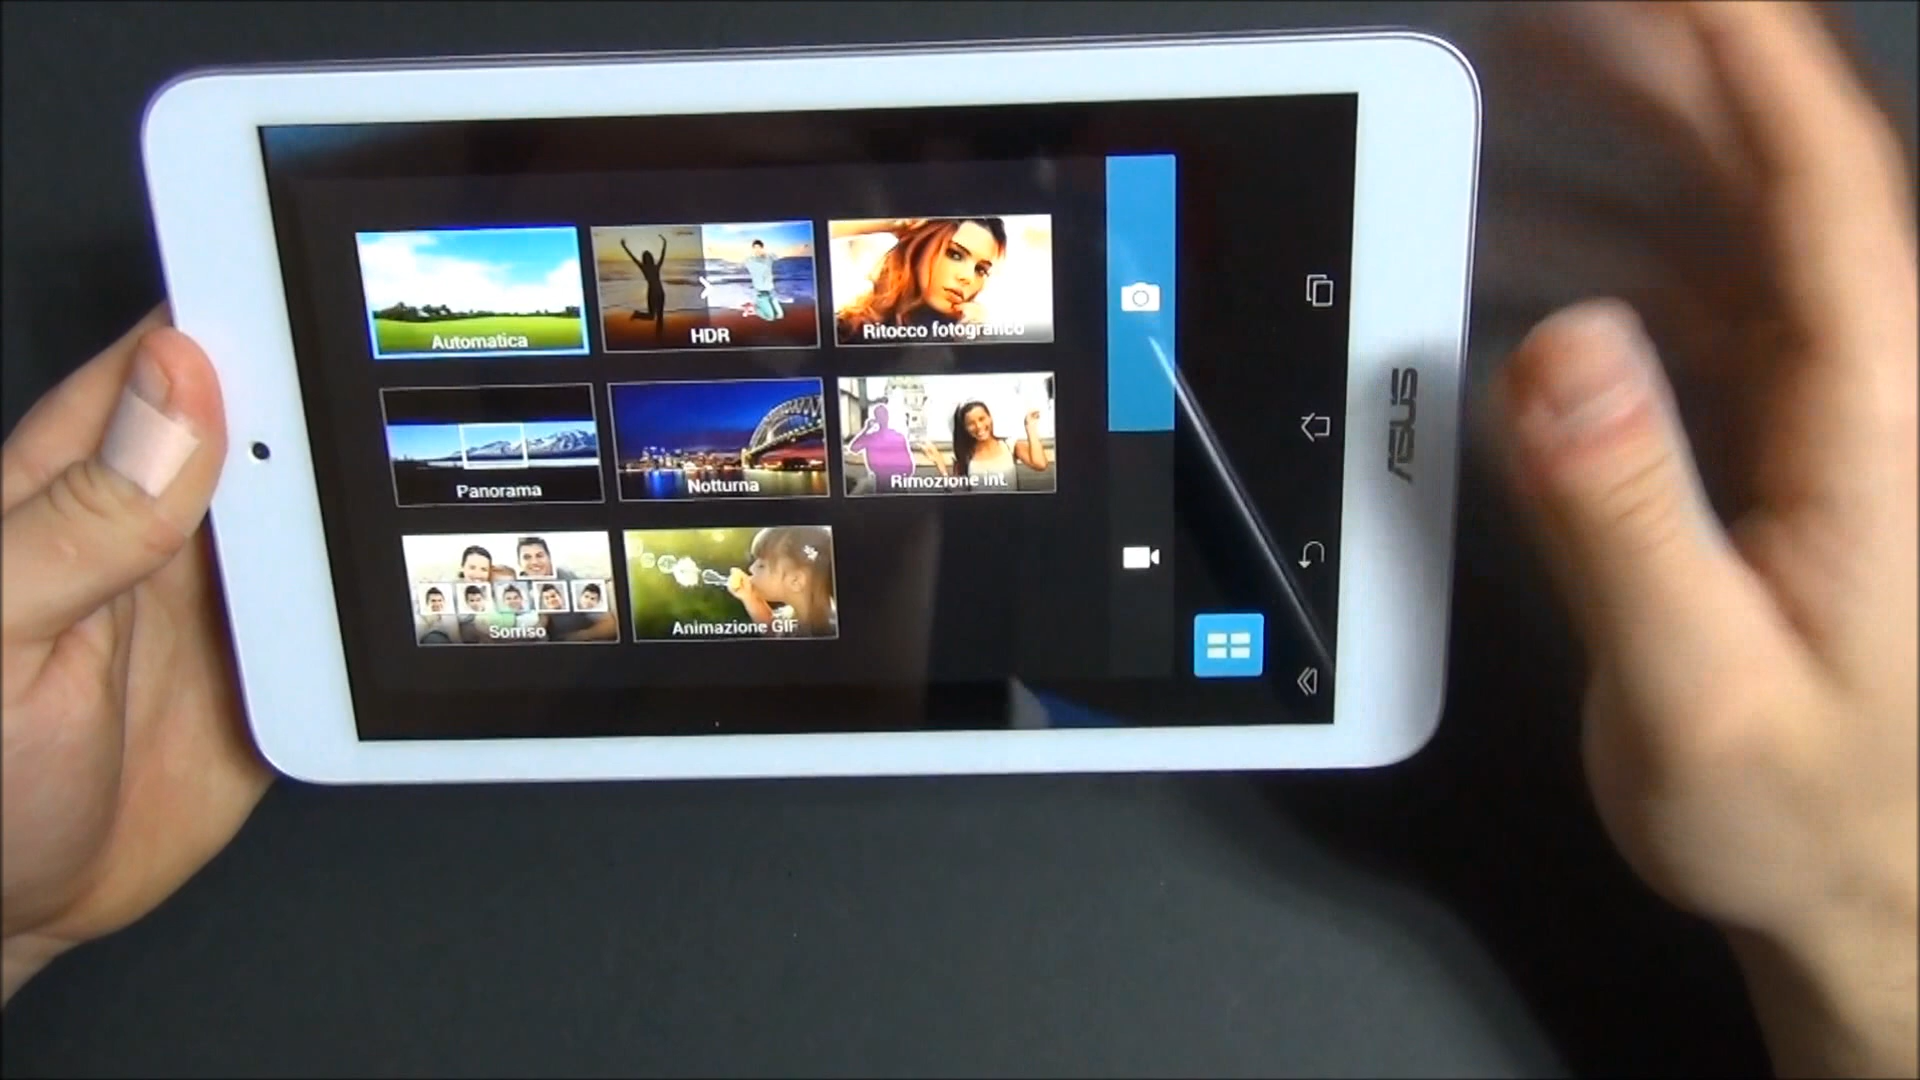 Automatica
HDR
Ritocco fotografico
Panorama
Notturna
Rimozione int.
Sorriso
Animazione GIF
ASUS